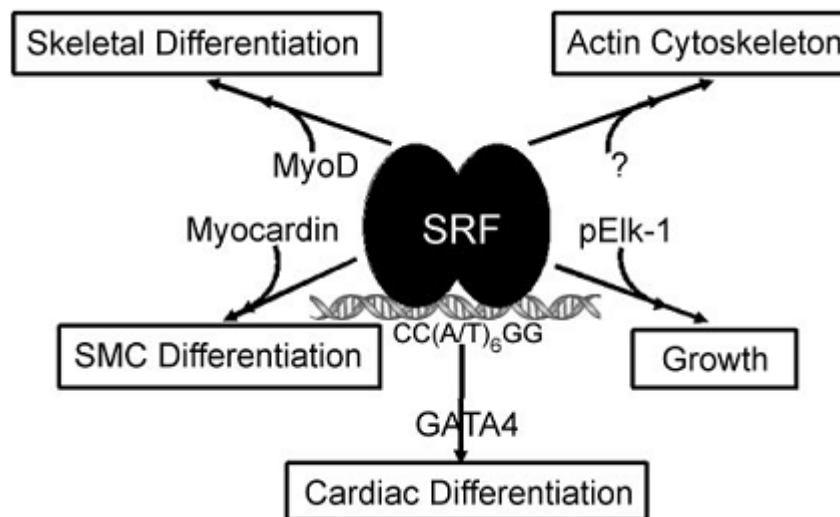 Skeletal Differentiation
Actin Cytoskeleton
MyoD
?
Myocardin
SRF
pElk-1
CC(A/T)₆GG
SMC Differentiation
Growth
GATA4
Cardiac Differentiation